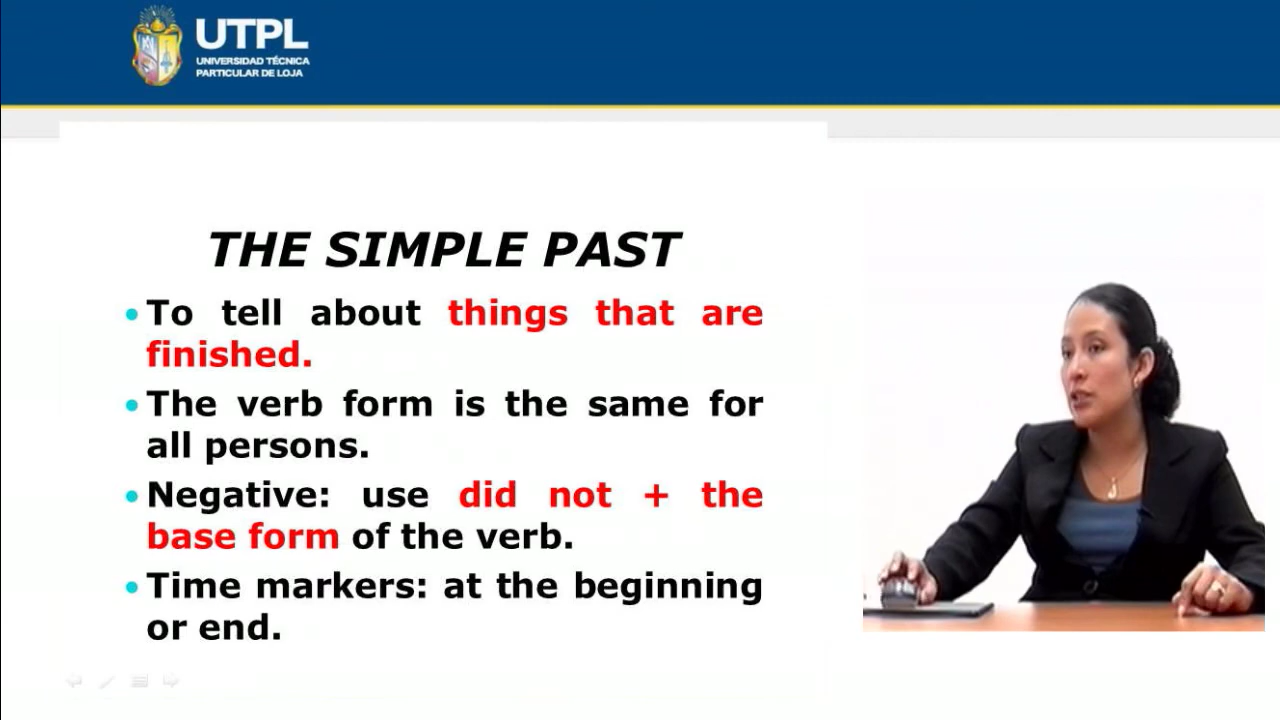 UTPL
UNIVERSIDAD TÉCNICA
PARTICULAR DE LOJA
THE SIMPLE PAST
• To tell about things that are
finished.
• The verb form is the same for
all persons.
• Negative: use did not + the
base form of the verb.
• Time markers: at the beginning
or end.